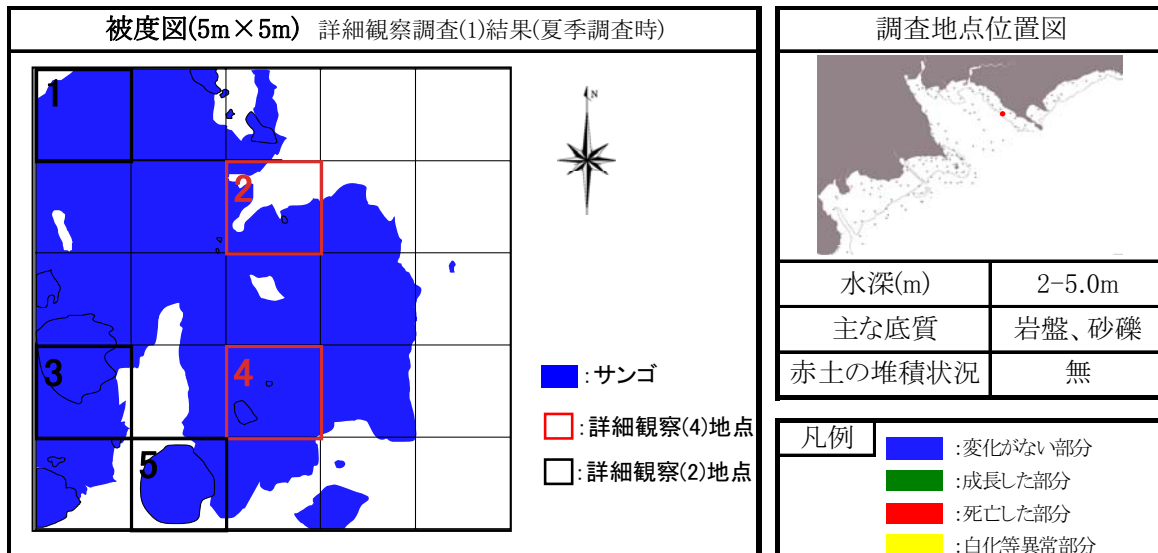 被度図(5m×5m) 詳細観察調査(1)結果(夏季調査時)
1
2
3
4
5
N
:サンゴ
:詳細観察(4)地点
:詳細観察(2)地点
調査地点位置図
水深(m) 2-5.0m
主な底質 岩盤、砂礫
赤土の堆積状況 無
凡例
:変化がない部分
:成長した部分
:死亡した部分
:白化等異常部分